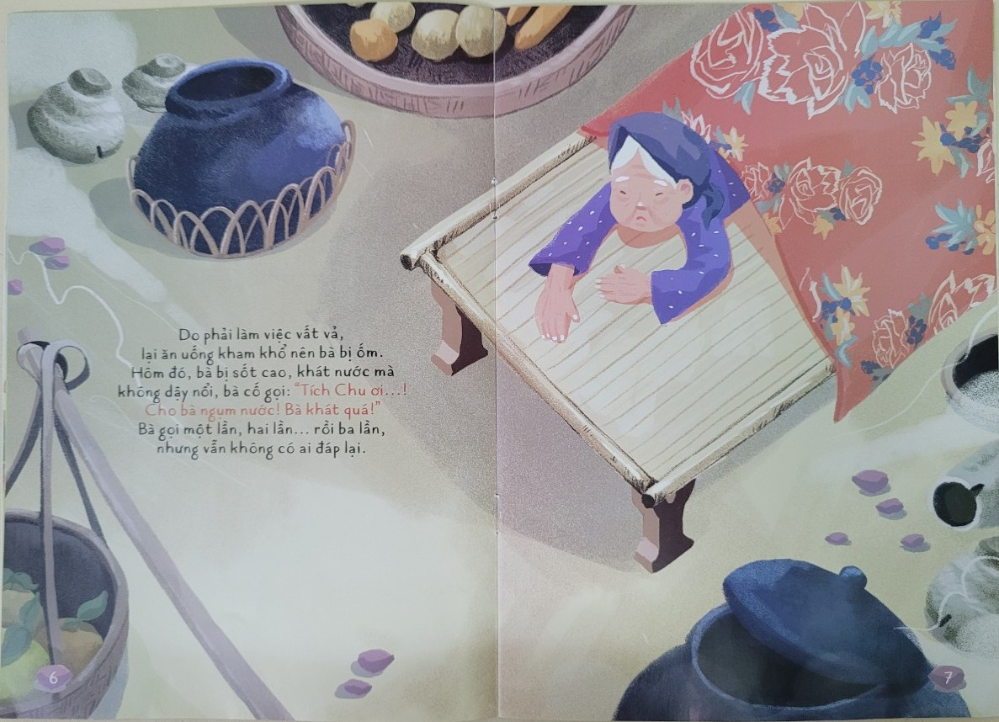 Do phải làm việc vất vả,
lại ăn uống kham khổ nên bà bị ốm.
Hôm đó, bà bị sốt cao, khát nước mà
không dậy nổi, bà cố gọi: “Tích Chu ơi...!
Cho bà ngụm nước! Bà khát quá!”
Bà gọi một lần, hai lần... rồi ba lần,
nhưng vẫn không có ai đáp lại.
6
7